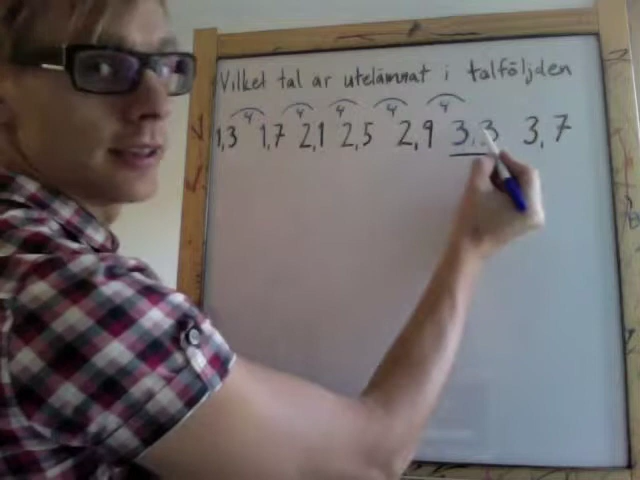 Vilket tal är utelämnat i talföljden
4 4 4 4 4
1,3 1,7 2,1 2,5 2,9 3,3 3,7